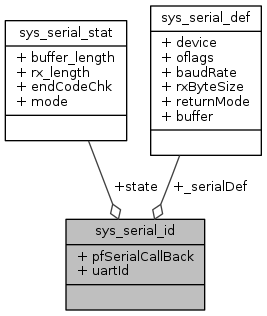 sys_serial_stat
+ buffer_length
+ rx_length
+ endCodeChk
+ mode
sys_serial_def
+ device
+ oflags
+ baudRate
+ rxByteSize
+ returnMode
+ buffer
+state
+_serialDef
sys_serial_id
+ pfSerialCallBack
+ uartId